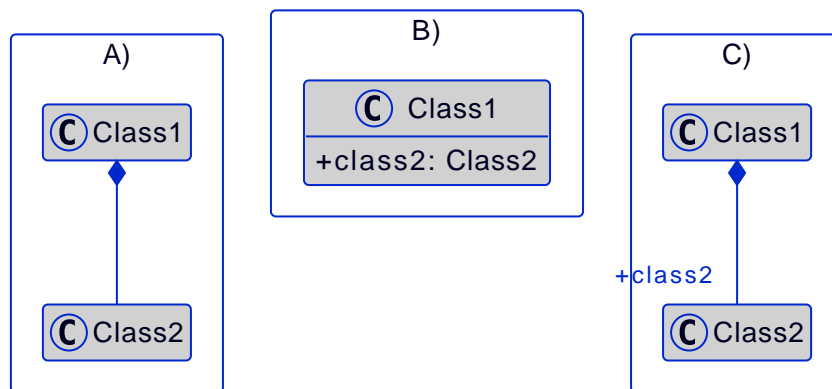 A)
C Class1
C Class2
B)
C Class1
+class2: Class2
C)
C Class1
+class2
C Class2